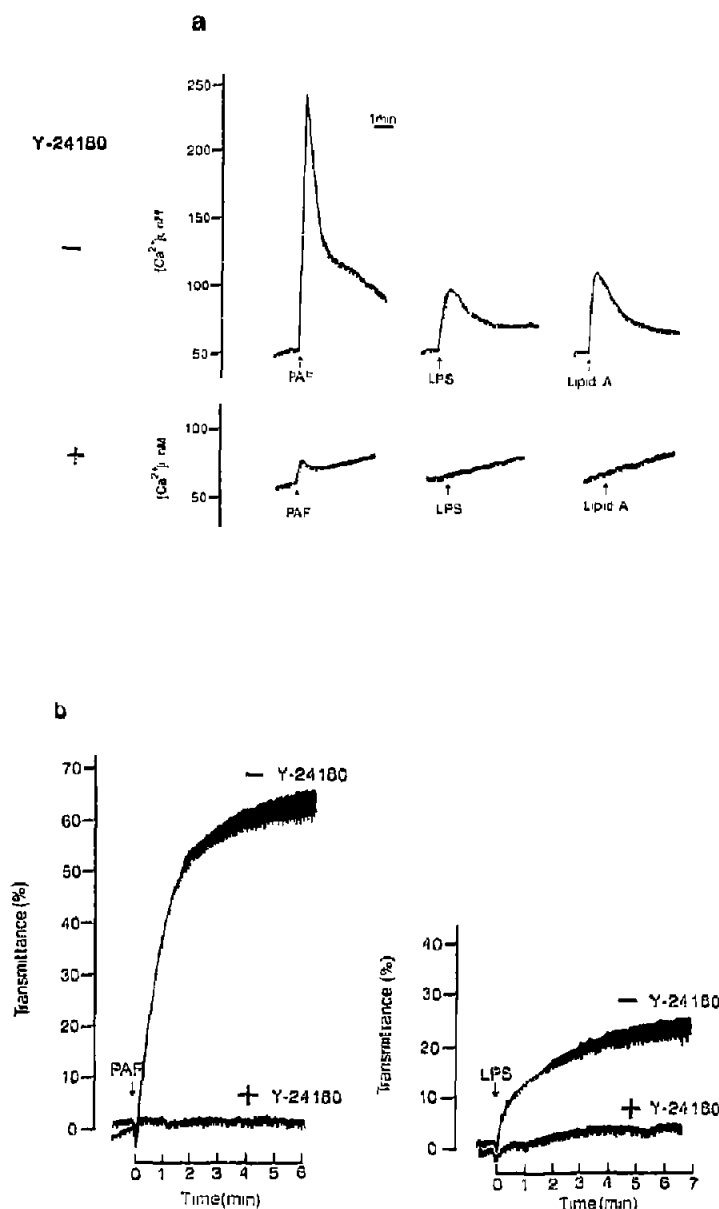 a
250
1min
Y-24180
200
150
−
[Ca2+]i nM
100
50
PAF
LPS
Lipid A
100
+
[Ca2+]i nM
50
PAF
LPS
Lipid A
b
70
− Y-24180
60
50
40
Transmittance (%)
30
20
10
PAF
+ Y-24180
0
0 1 2 3 4 5 6
Time(min)
40
Transmittance (%)
30
− Y-24180
20
LPS
10
+ Y-24180
0
0 1 2 3 4 5 6 7
Time(min)